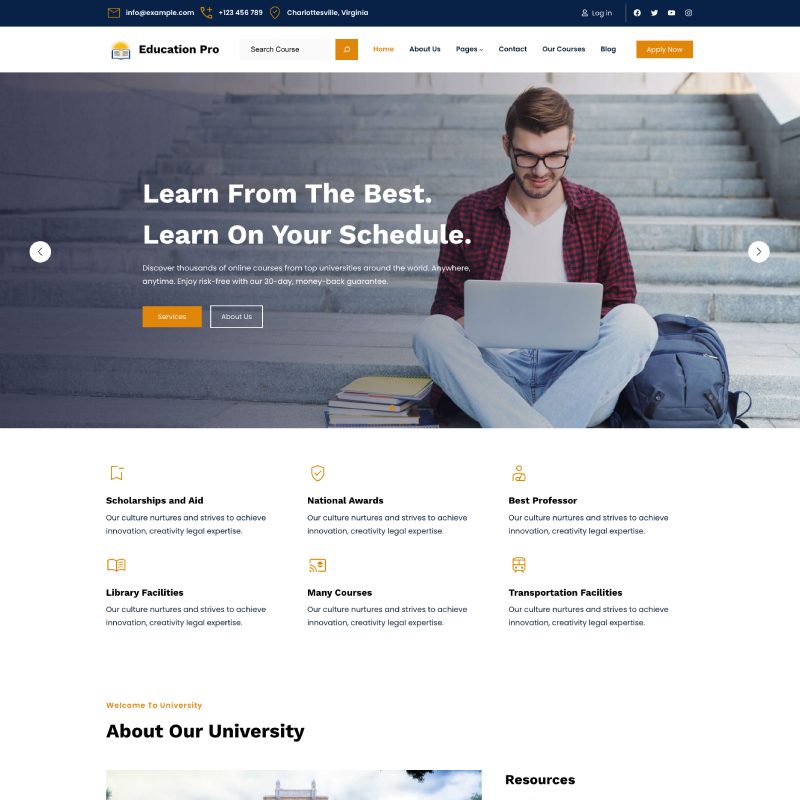 info@example.com +123 456 789 Charlottesville, Virginia Log in
Education Pro Search Course Home About Us Pages Contact Our Courses Blog Apply Now
Learn From The Best.
Learn On Your Schedule.
Discover thousands of online courses from top universities around the world. Anywhere,
anytime. Enjoy risk-free with our 30-day, money-back guarantee.
Services About Us
Scholarships and Aid National Awards Best Professor
Our culture nurtures and strives to achieve Our culture nurtures and strives to achieve Our culture nurtures and strives to achieve
innovation, creativity legal expertise. innovation, creativity legal expertise. innovation, creativity legal expertise.
Library Facilities Many Courses Transportation Facilities
Our culture nurtures and strives to achieve Our culture nurtures and strives to achieve Our culture nurtures and strives to achieve
innovation, creativity legal expertise. innovation, creativity legal expertise. innovation, creativity legal expertise.
Welcome To University
About Our University
Resources